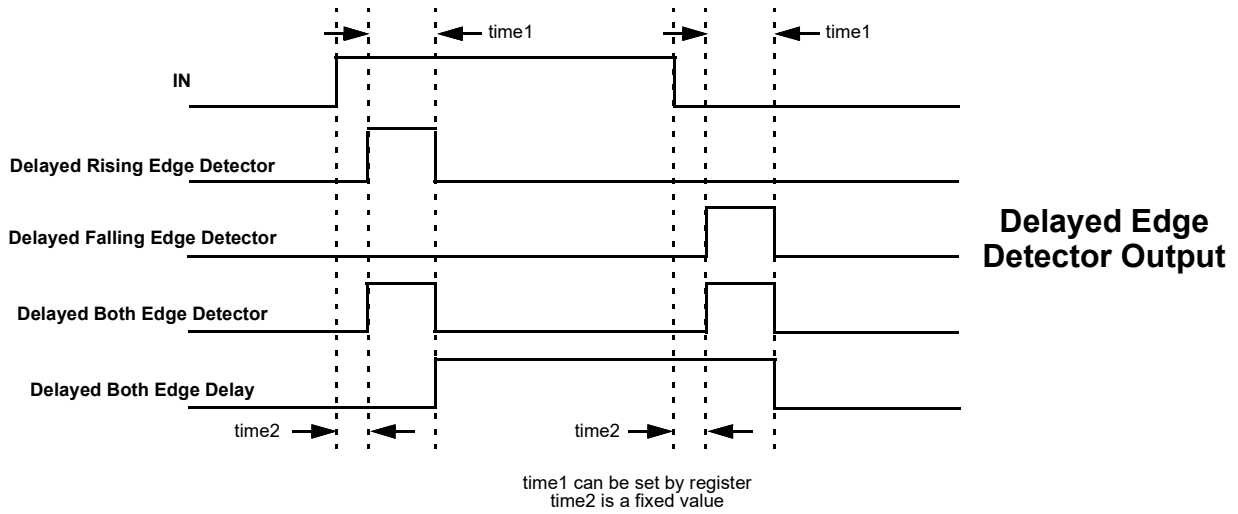 time1
time1
IN
Delayed Rising Edge Detector
Delayed Falling Edge Detector
Delayed Both Edge Detector
Delayed Both Edge Delay
time2
time2
Delayed Edge
Detector Output
time1 can be set by register
time2 is a fixed value